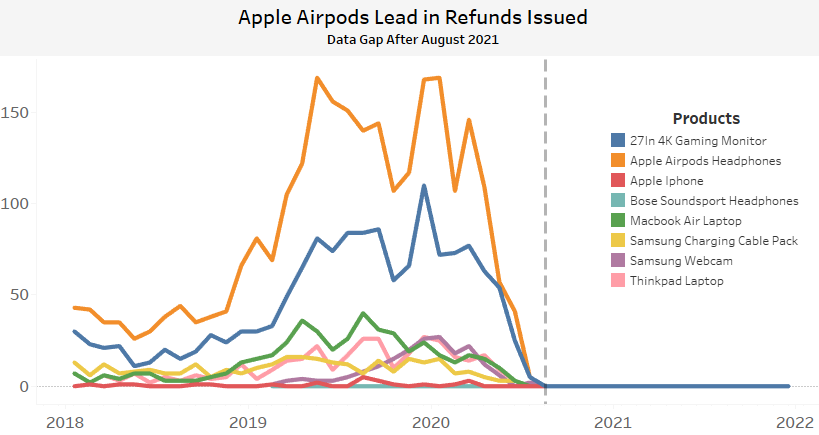 Apple Airpods Lead in Refunds Issued
Data Gap After August 2021
150
100
50
0
2018 2019 2020 2021 2022
Products
27In 4K Gaming Monitor
Apple Airpods Headphones
Apple Iphone
Bose Soundsport Headphones
Macbook Air Laptop
Samsung Charging Cable Pack
Samsung Webcam
Thinkpad Laptop